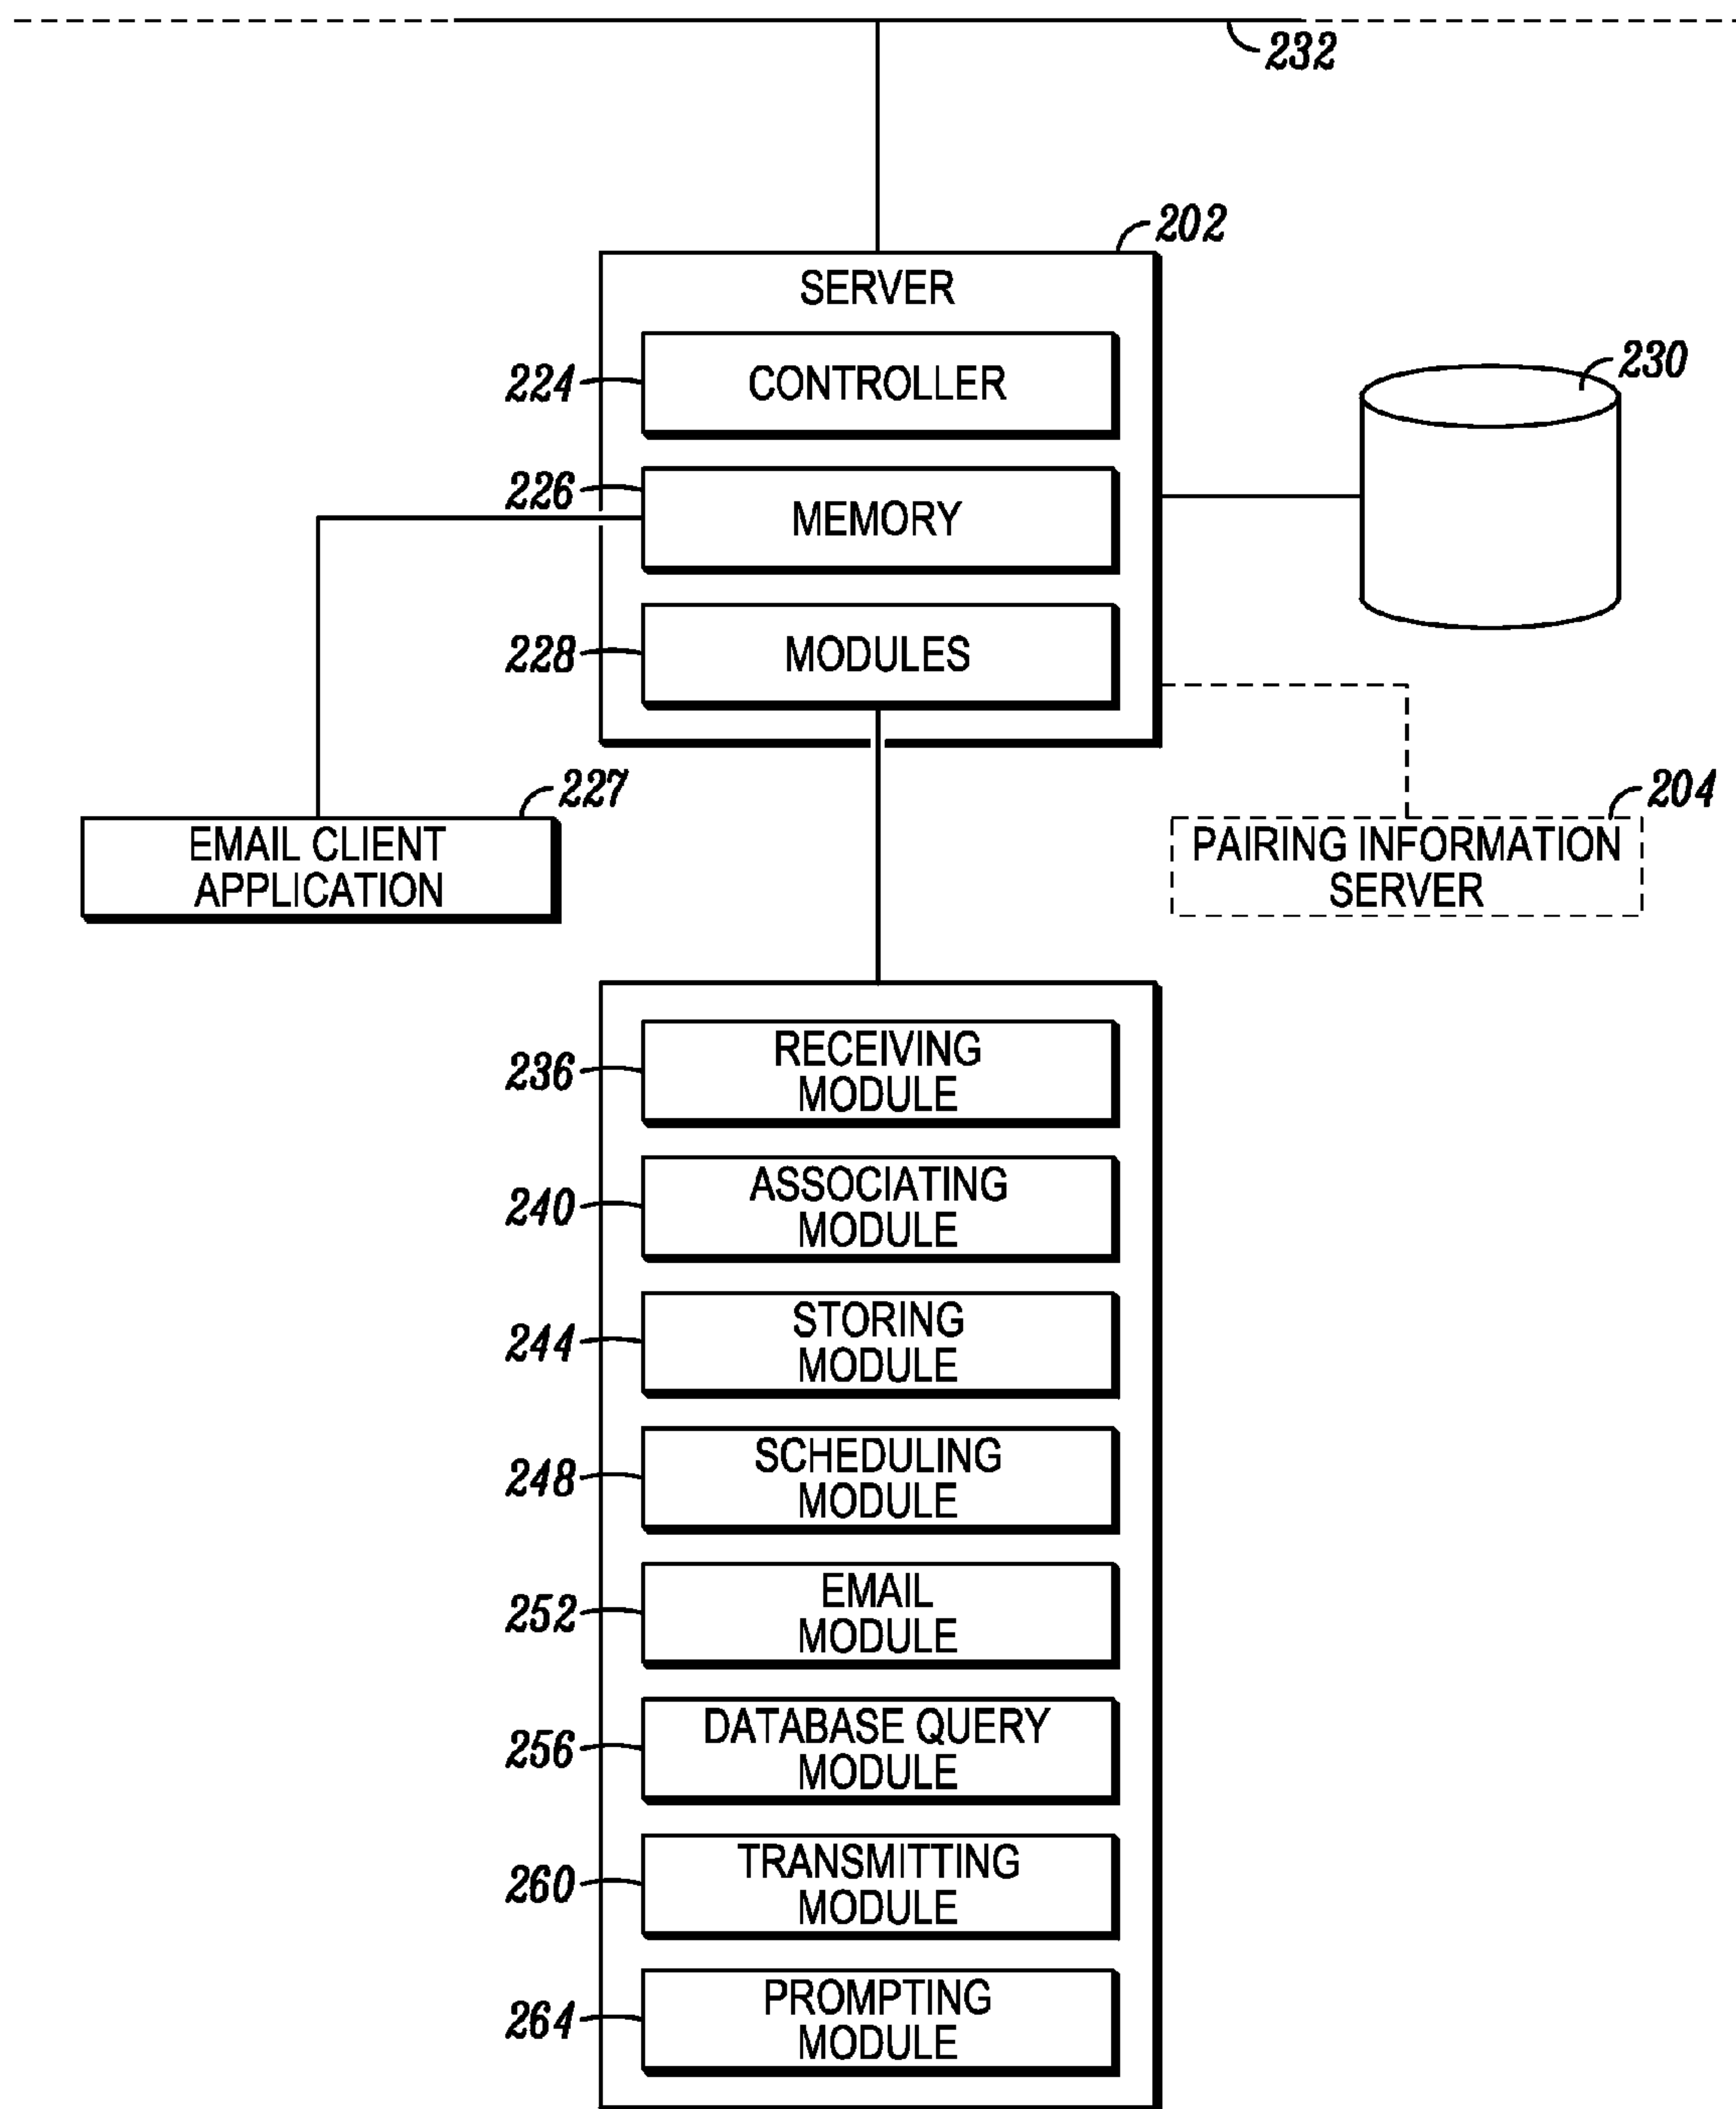 232
202
SERVER
224
CONTROLLER
230
226
MEMORY
228
MODULES
227
204
EMAIL CLIENT
APPLICATION
PAIRING INFORMATION
SERVER
236
RECEIVING
MODULE
240
ASSOCIATING
MODULE
244
STORING
MODULE
248
SCHEDULING
MODULE
252
EMAIL
MODULE
256
DATABASE QUERY
MODULE
260
TRANSMITTING
MODULE
264
PROMPTING
MODULE